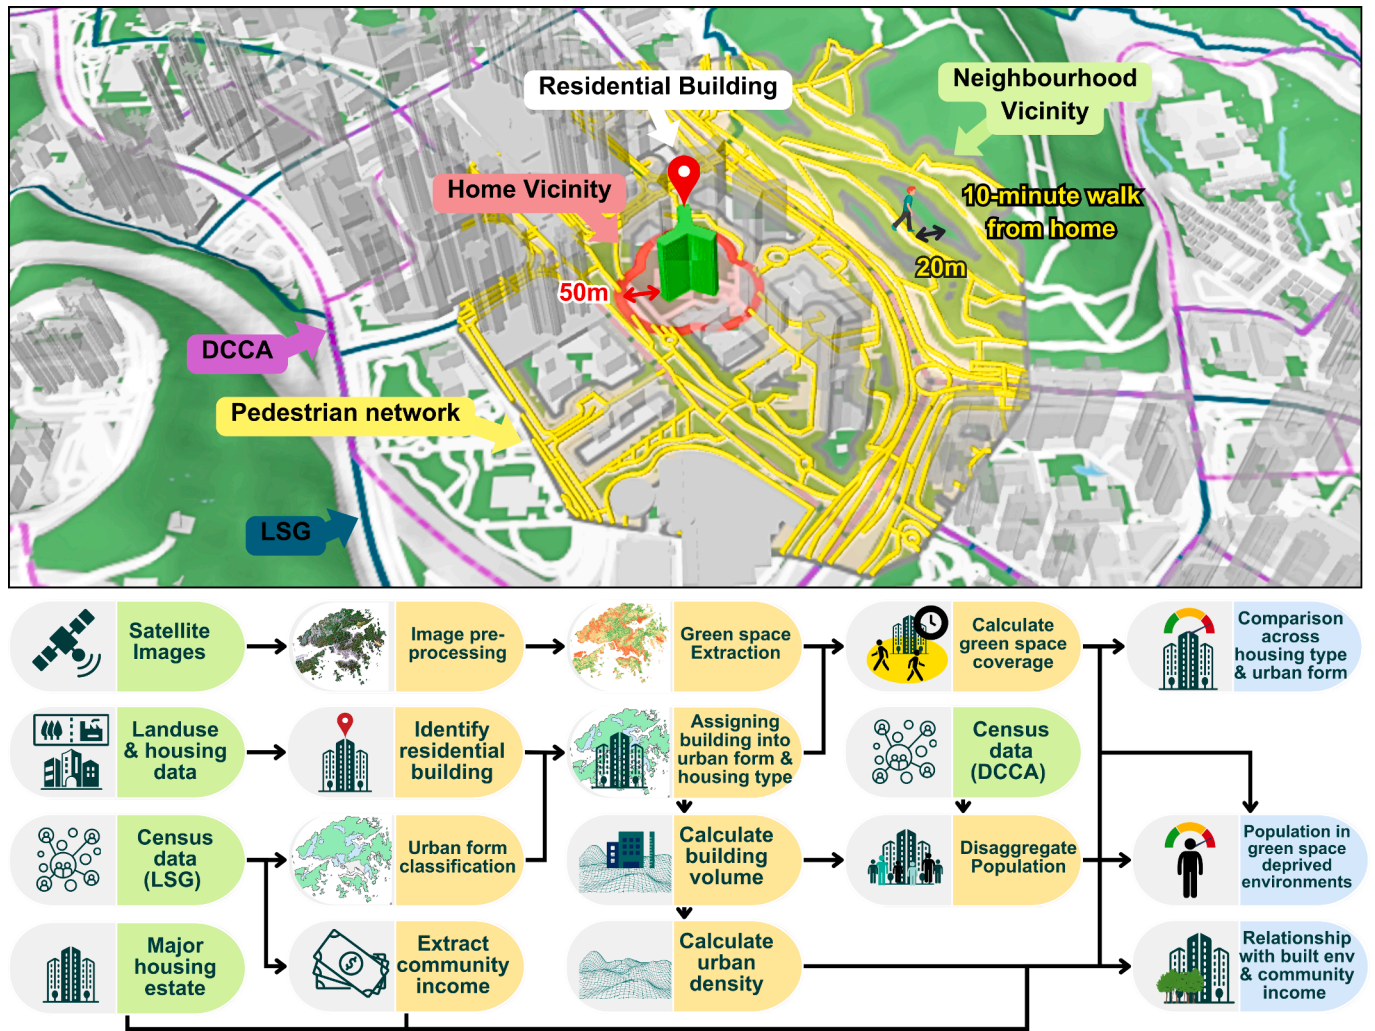 Residential Building
Neighbourhood
Vicinity
Home Vicinity
10-minute walk
from home
20m
50m
DCCA
Pedestrian network
LSG
Satellite
Images
Image pre-
processing
Green space
Extraction
Calculate
green space
coverage
Comparison
across
housing type
& urban form
Landuse
& housing
data
Identify
residential
building
Assigning
building into
urban form &
housing type
Census
data
(DCCA)
Census
data
(LSG)
Urban form
classification
Calculate
building
volume
Disaggregate
Population
Population in
green space
deprived
environments
Major
housing
estate
$
Extract
community
income
Calculate
urban
density
Relationship
with built env
& community
income